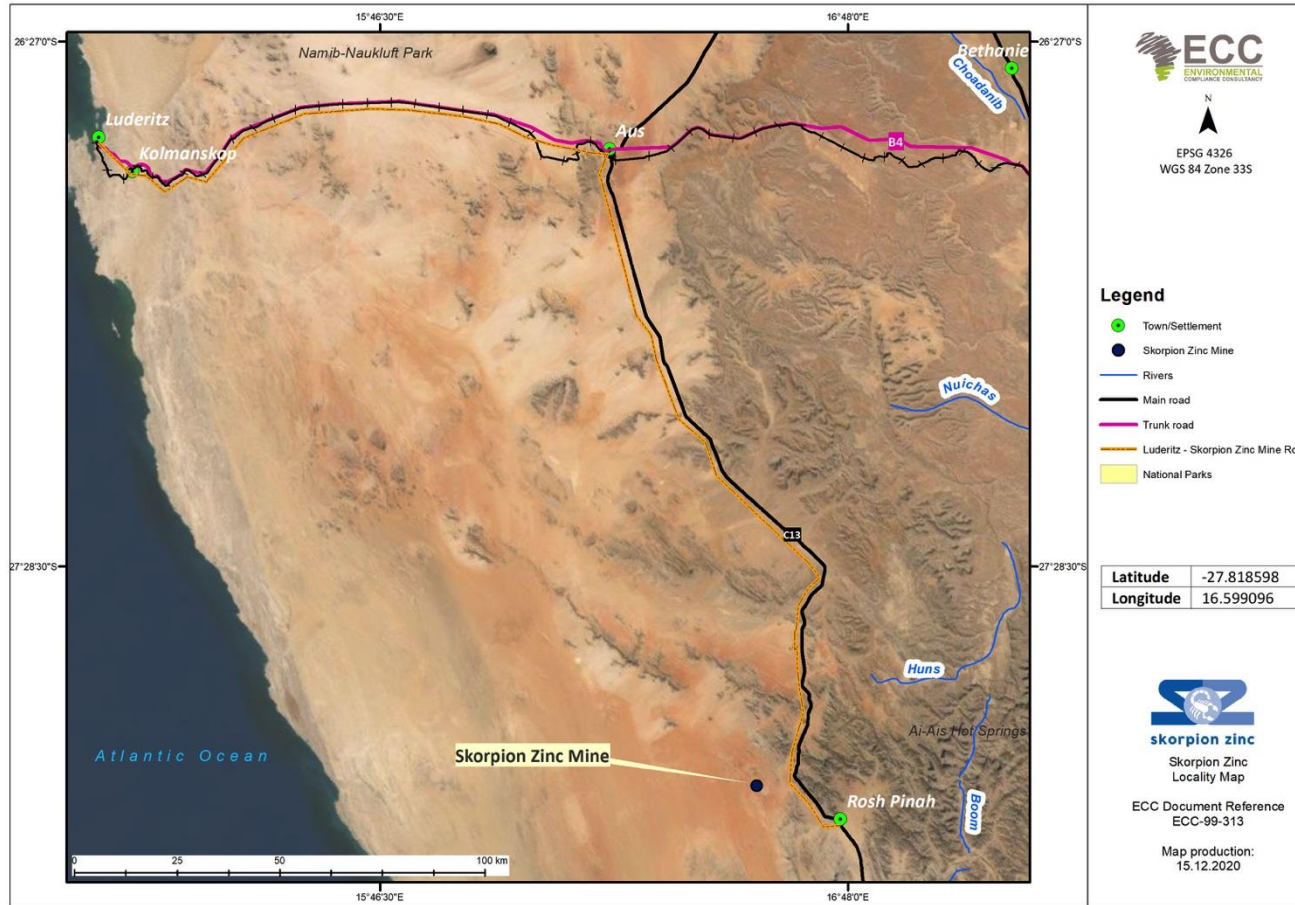 15°46'30"E
16°48'0"E
26°27'0"S
26°27'0"S
Namib-Naukluft Park
Bethanie
Choadanib
Luderitz
Kolmanskop
Aus
B4
Nuichas
C13
27°28'30"S
27°28'30"S
Huns
Ai-Ais Hot Springs
Atlantic Ocean
Skorpion Zinc Mine
Rosh Pinah
Boom
0 25 50 100 km
15°46'30"E
16°48'0"E
ECC
ENVIRONMENTAL
COMPLIANCE CONSULTANCY
N
EPSG 4326
WGS 84 Zone 33S
Legend
Town/Settlement
Skorpion Zinc Mine
Rivers
Main road
Trunk road
Luderitz - Skorpion Zinc Mine Ro
National Parks
Latitude -27.818598
Longitude 16.599096
skorpion zinc
Skorpion Zinc
Locality Map
ECC Document Reference
ECC-99-313
Map production:
15.12.2020